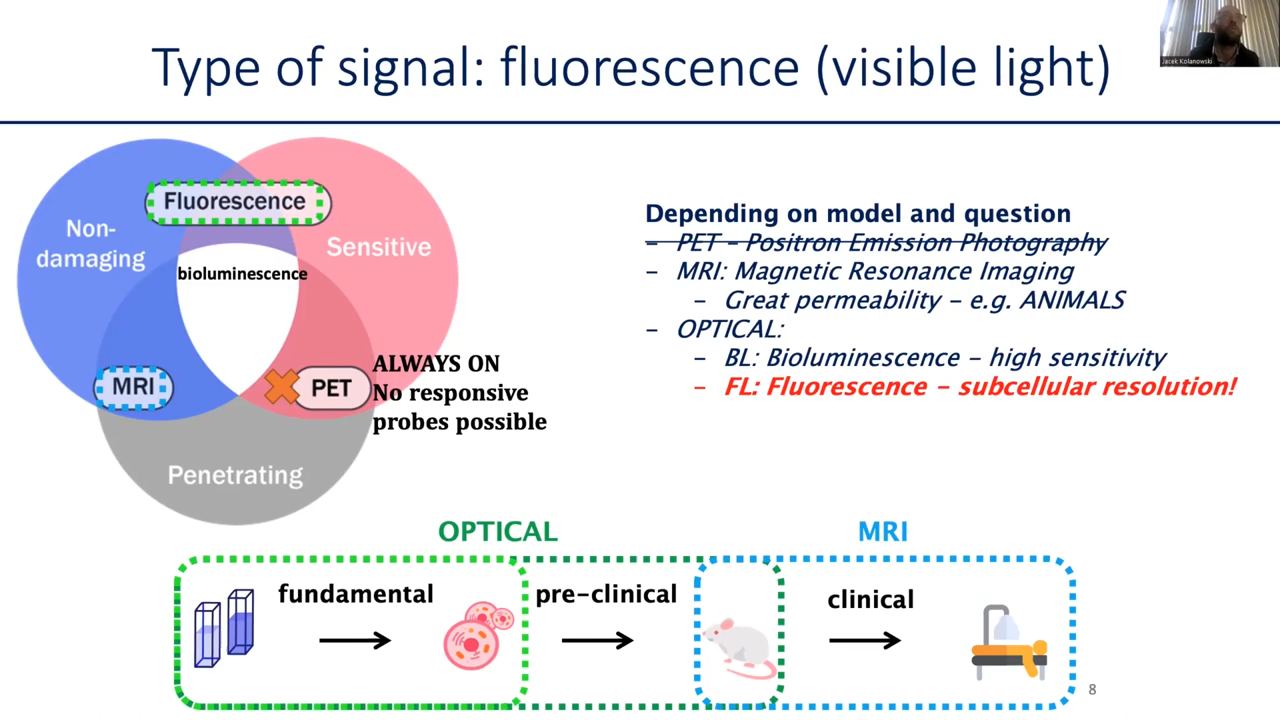 Type of signal: fluorescence (visible light)
Jacek Kolanowski
Fluorescence
Non-
damaging
Sensitive
bioluminescence
MRI
PET
ALWAYS ON
No responsive
probes possible
Penetrating
Depending on model and question
– PET – Positron Emission Photography
– MRI: Magnetic Resonance Imaging
– Great permeability – e.g. ANIMALS
– OPTICAL:
– BL: Bioluminescence – high sensitivity
– FL: Fluorescence – subcellular resolution!
OPTICAL
MRI
fundamental
pre-clinical
clinical
8